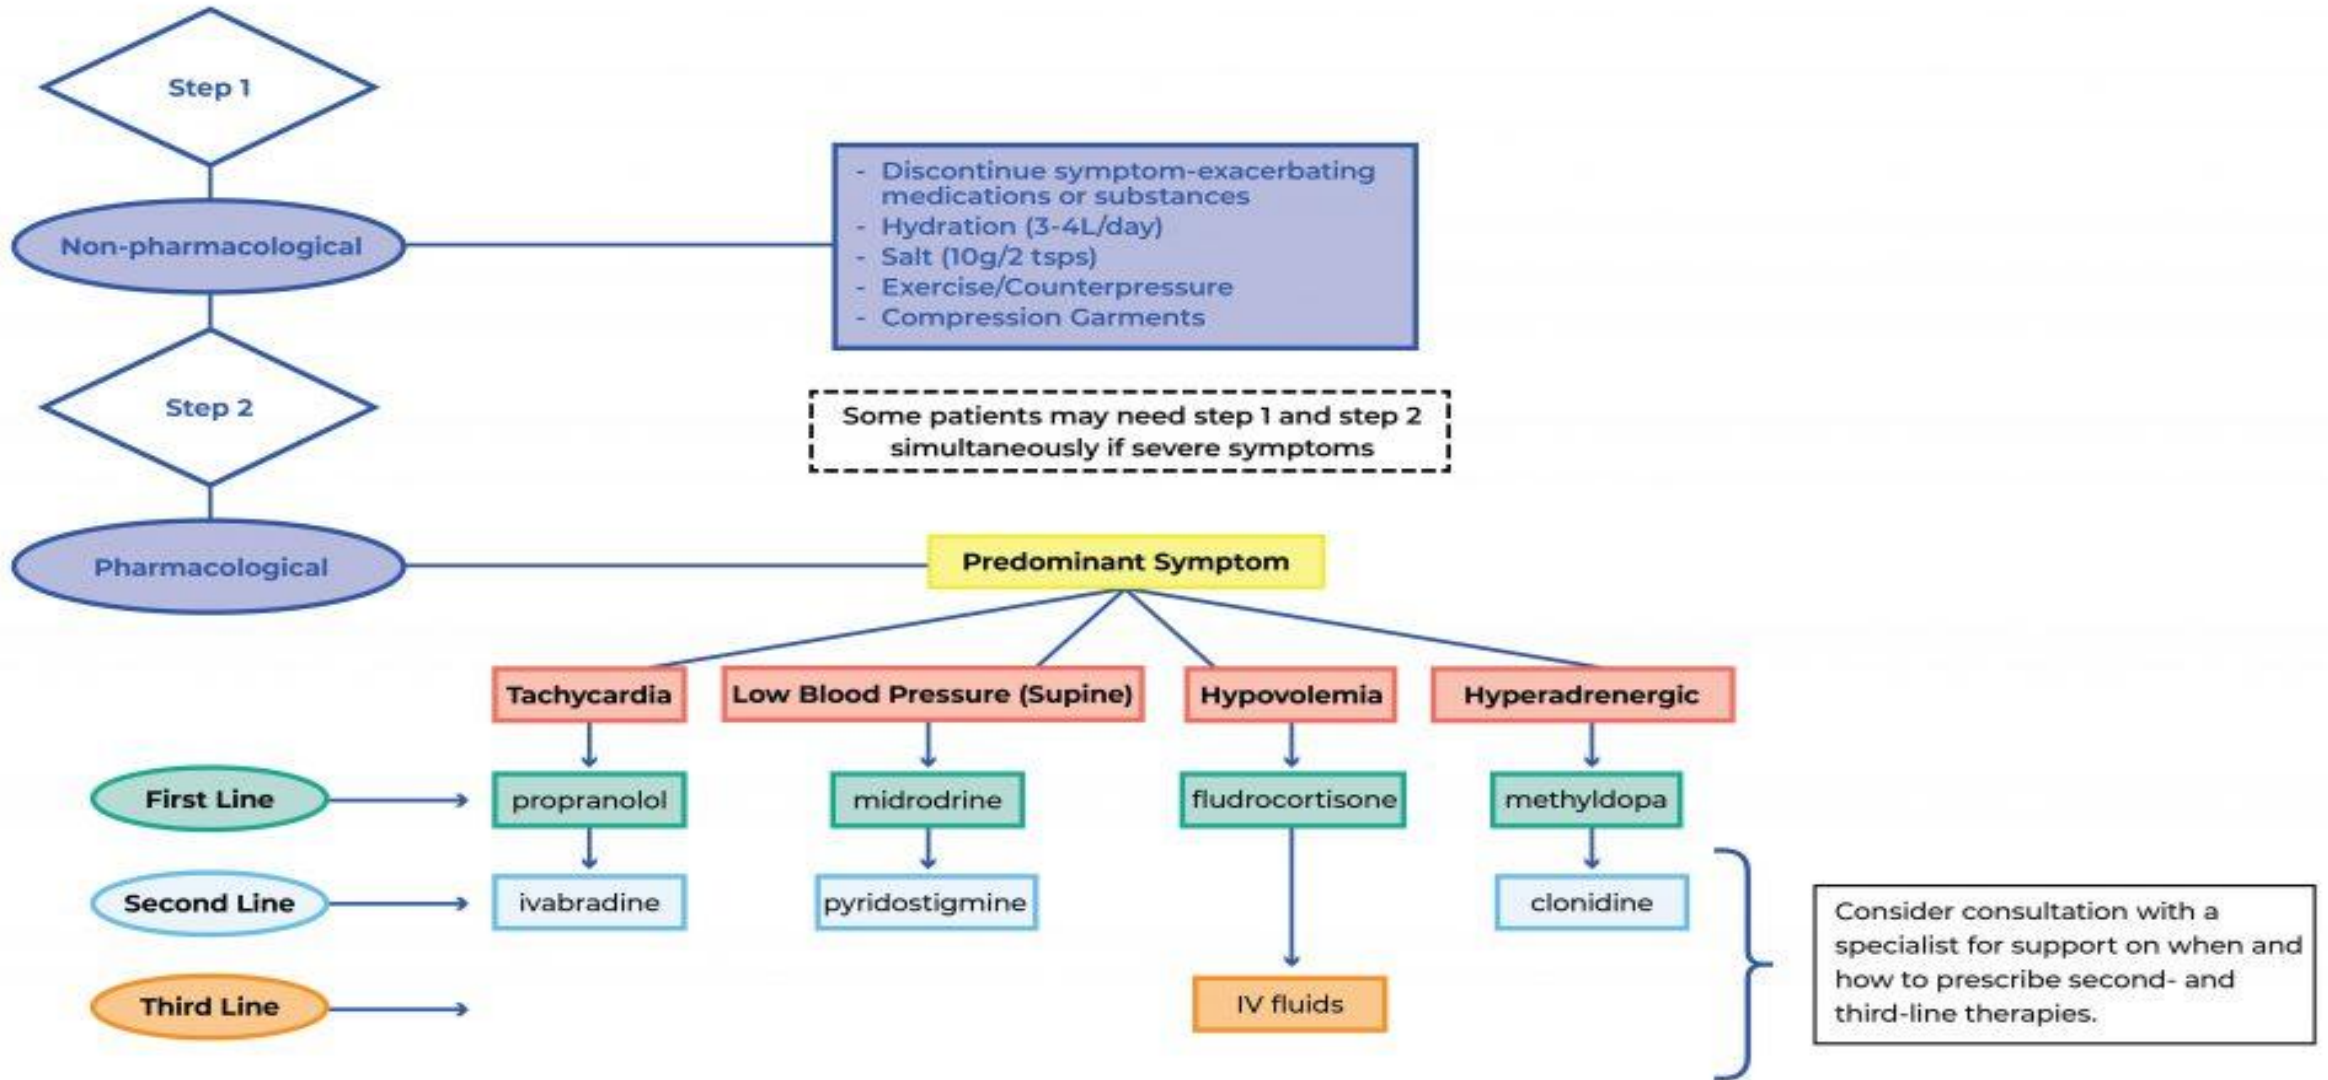 Step 1
Non-pharmacological
- Discontinue symptom-exacerbating
medications or substances
- Hydration (3-4L/day)
- Salt (10g/2 tsps)
- Exercise/Counterpressure
- Compression Garments
Step 2
Some patients may need step 1 and step 2
simultaneously if severe symptoms
Pharmacological
Predominant Symptom
Tachycardia
Low Blood Pressure (Supine)
Hypovolemia
Hyperadrenergic
First Line
propranolol
midrodrine
fludrocortisone
methyldopa
Second Line
ivabradine
pyridostigmine
clonidine
Third Line
IV fluids
Consider consultation with a
specialist for support on when and
how to prescribe second- and
third-line therapies.